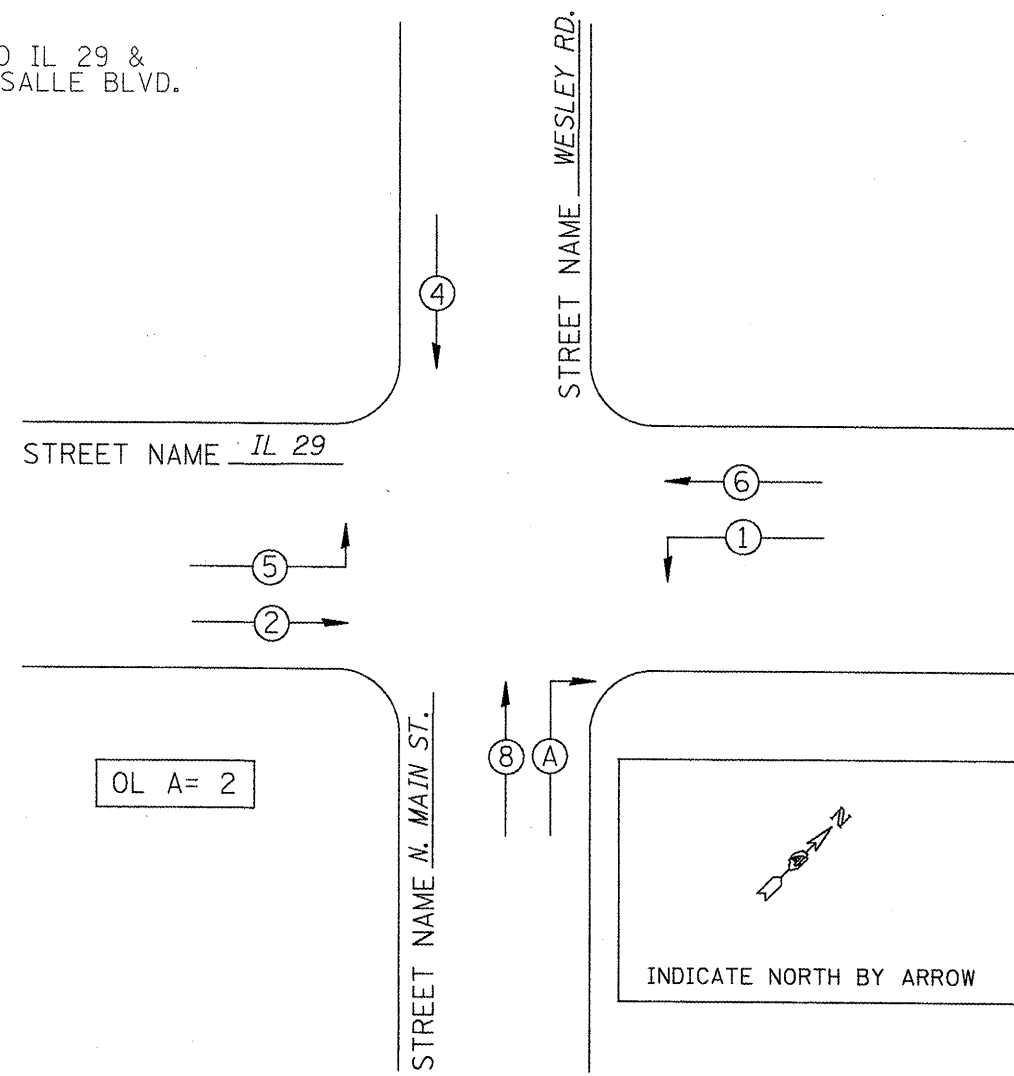 O IL 29 &
SALLE BLVD.
STREET NAME WESLEY RD.
4
STREET NAME IL 29
6
1
5
2
8
A
OL A= 2
STREET NAME N. MAIN ST.
N
INDICATE NORTH BY ARROW